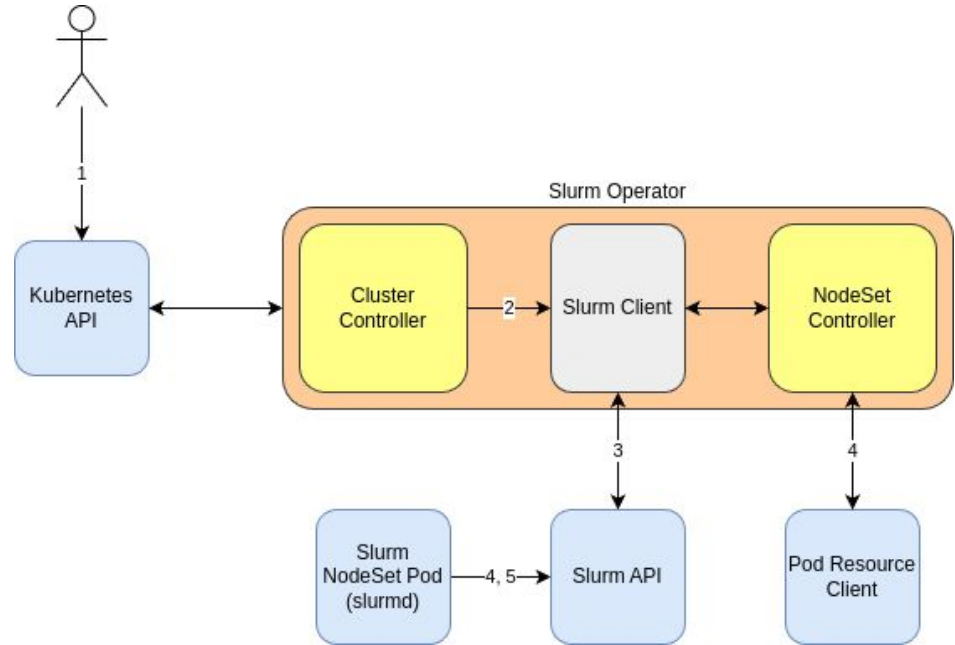 1
Slurm Operator
Kubernetes
API
Cluster
Controller
2
Slurm Client
NodeSet
Controller
3
4
Slurm
NodeSet Pod
(slurmd)
4, 5
Slurm API
Pod Resource
Client